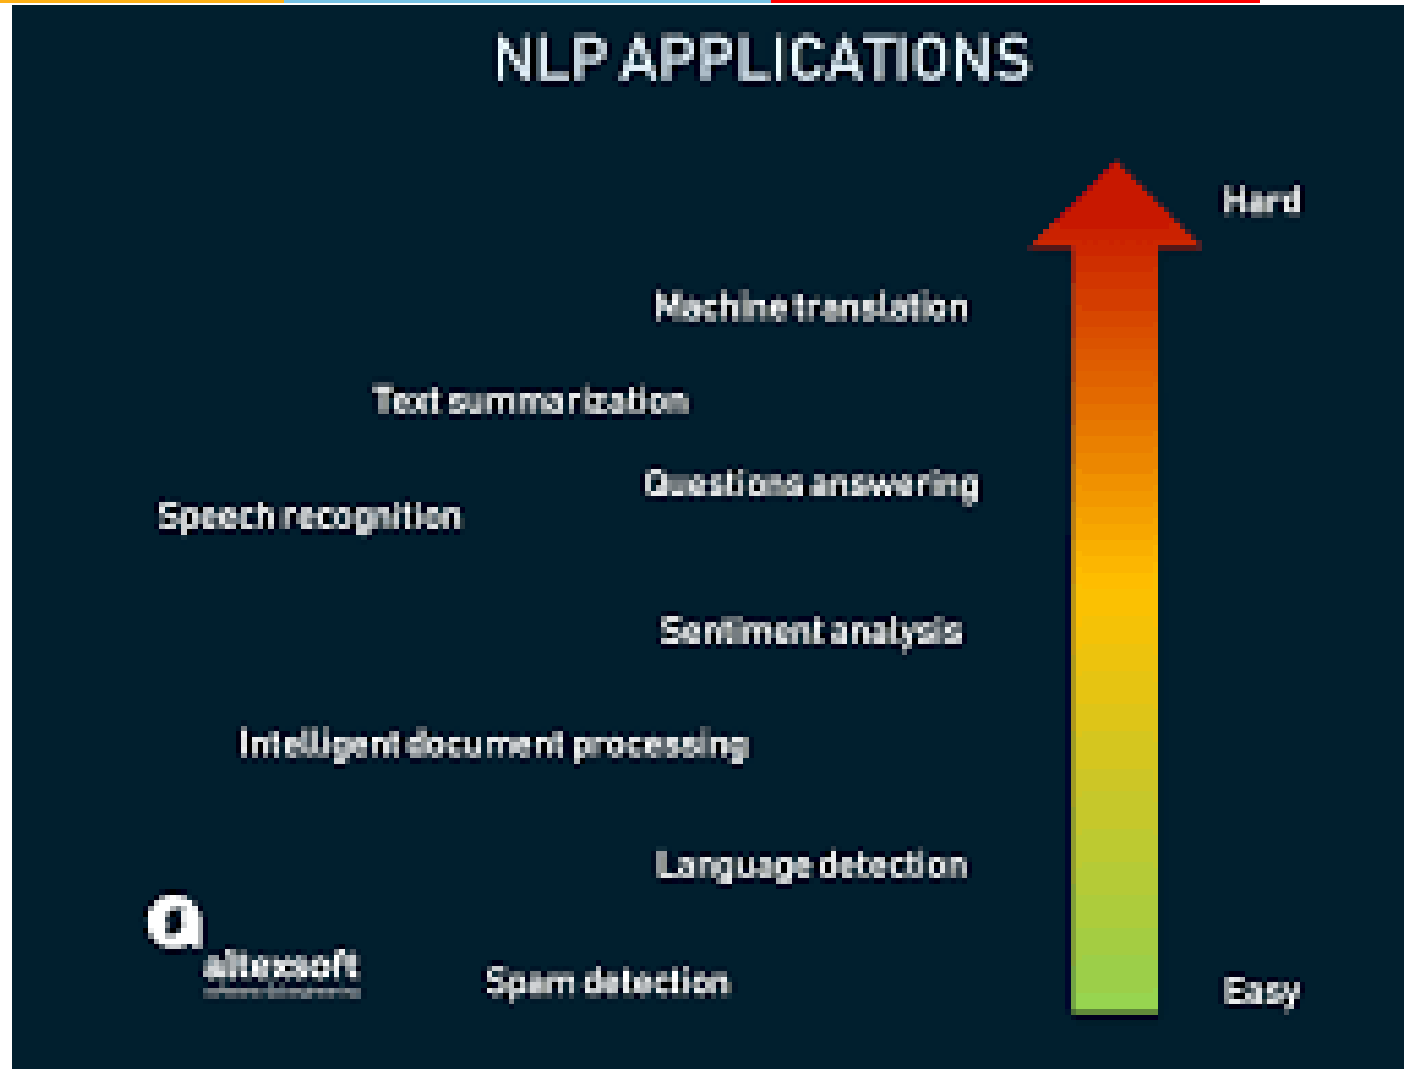 NLP APPLICATIONS
Hard
Machine translation
Text summarization
Questions answering
Speech recognition
Sentiment analysis
Intelligent document processing
Language detection
altexsoft
Spam detection
Easy